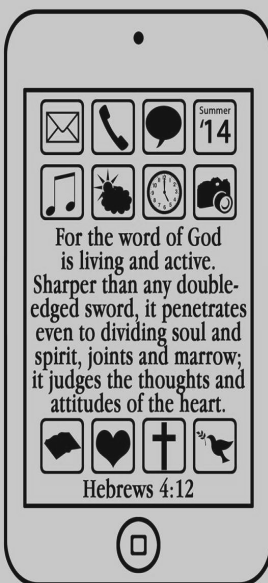 Summer
'14
For the word of God
is living and active.
Sharper than any double-
edged sword, it penetrates
even to dividing soul and
spirit, joints and marrow;
it judges the thoughts and
attitudes of the heart.
Hebrews 4:12